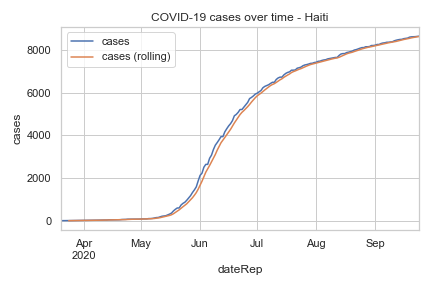 COVID-19 cases over time - Haiti
cases
cases (rolling)
8000
6000
4000
2000
0
cases
Apr
2020
May
Jun
Jul
Aug
Sep
dateRep